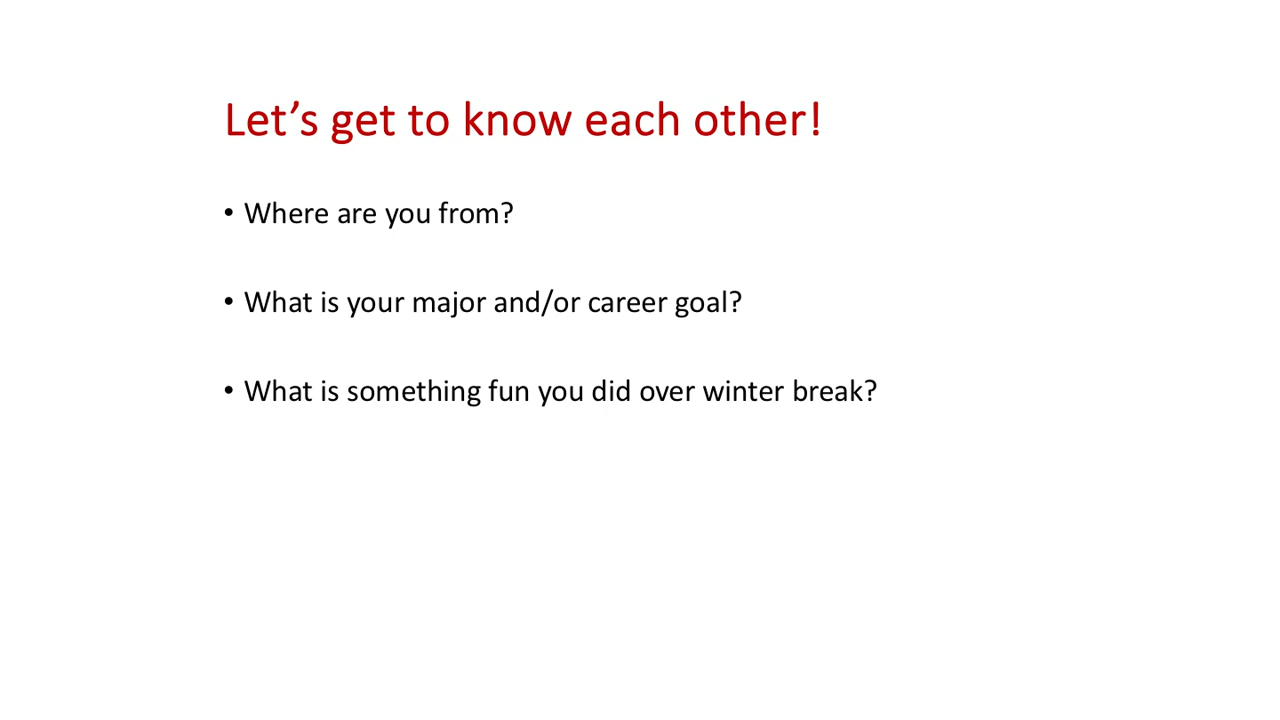 Let’s get to know each other!
• Where are you from?
• What is your major and/or career goal?
• What is something fun you did over winter break?